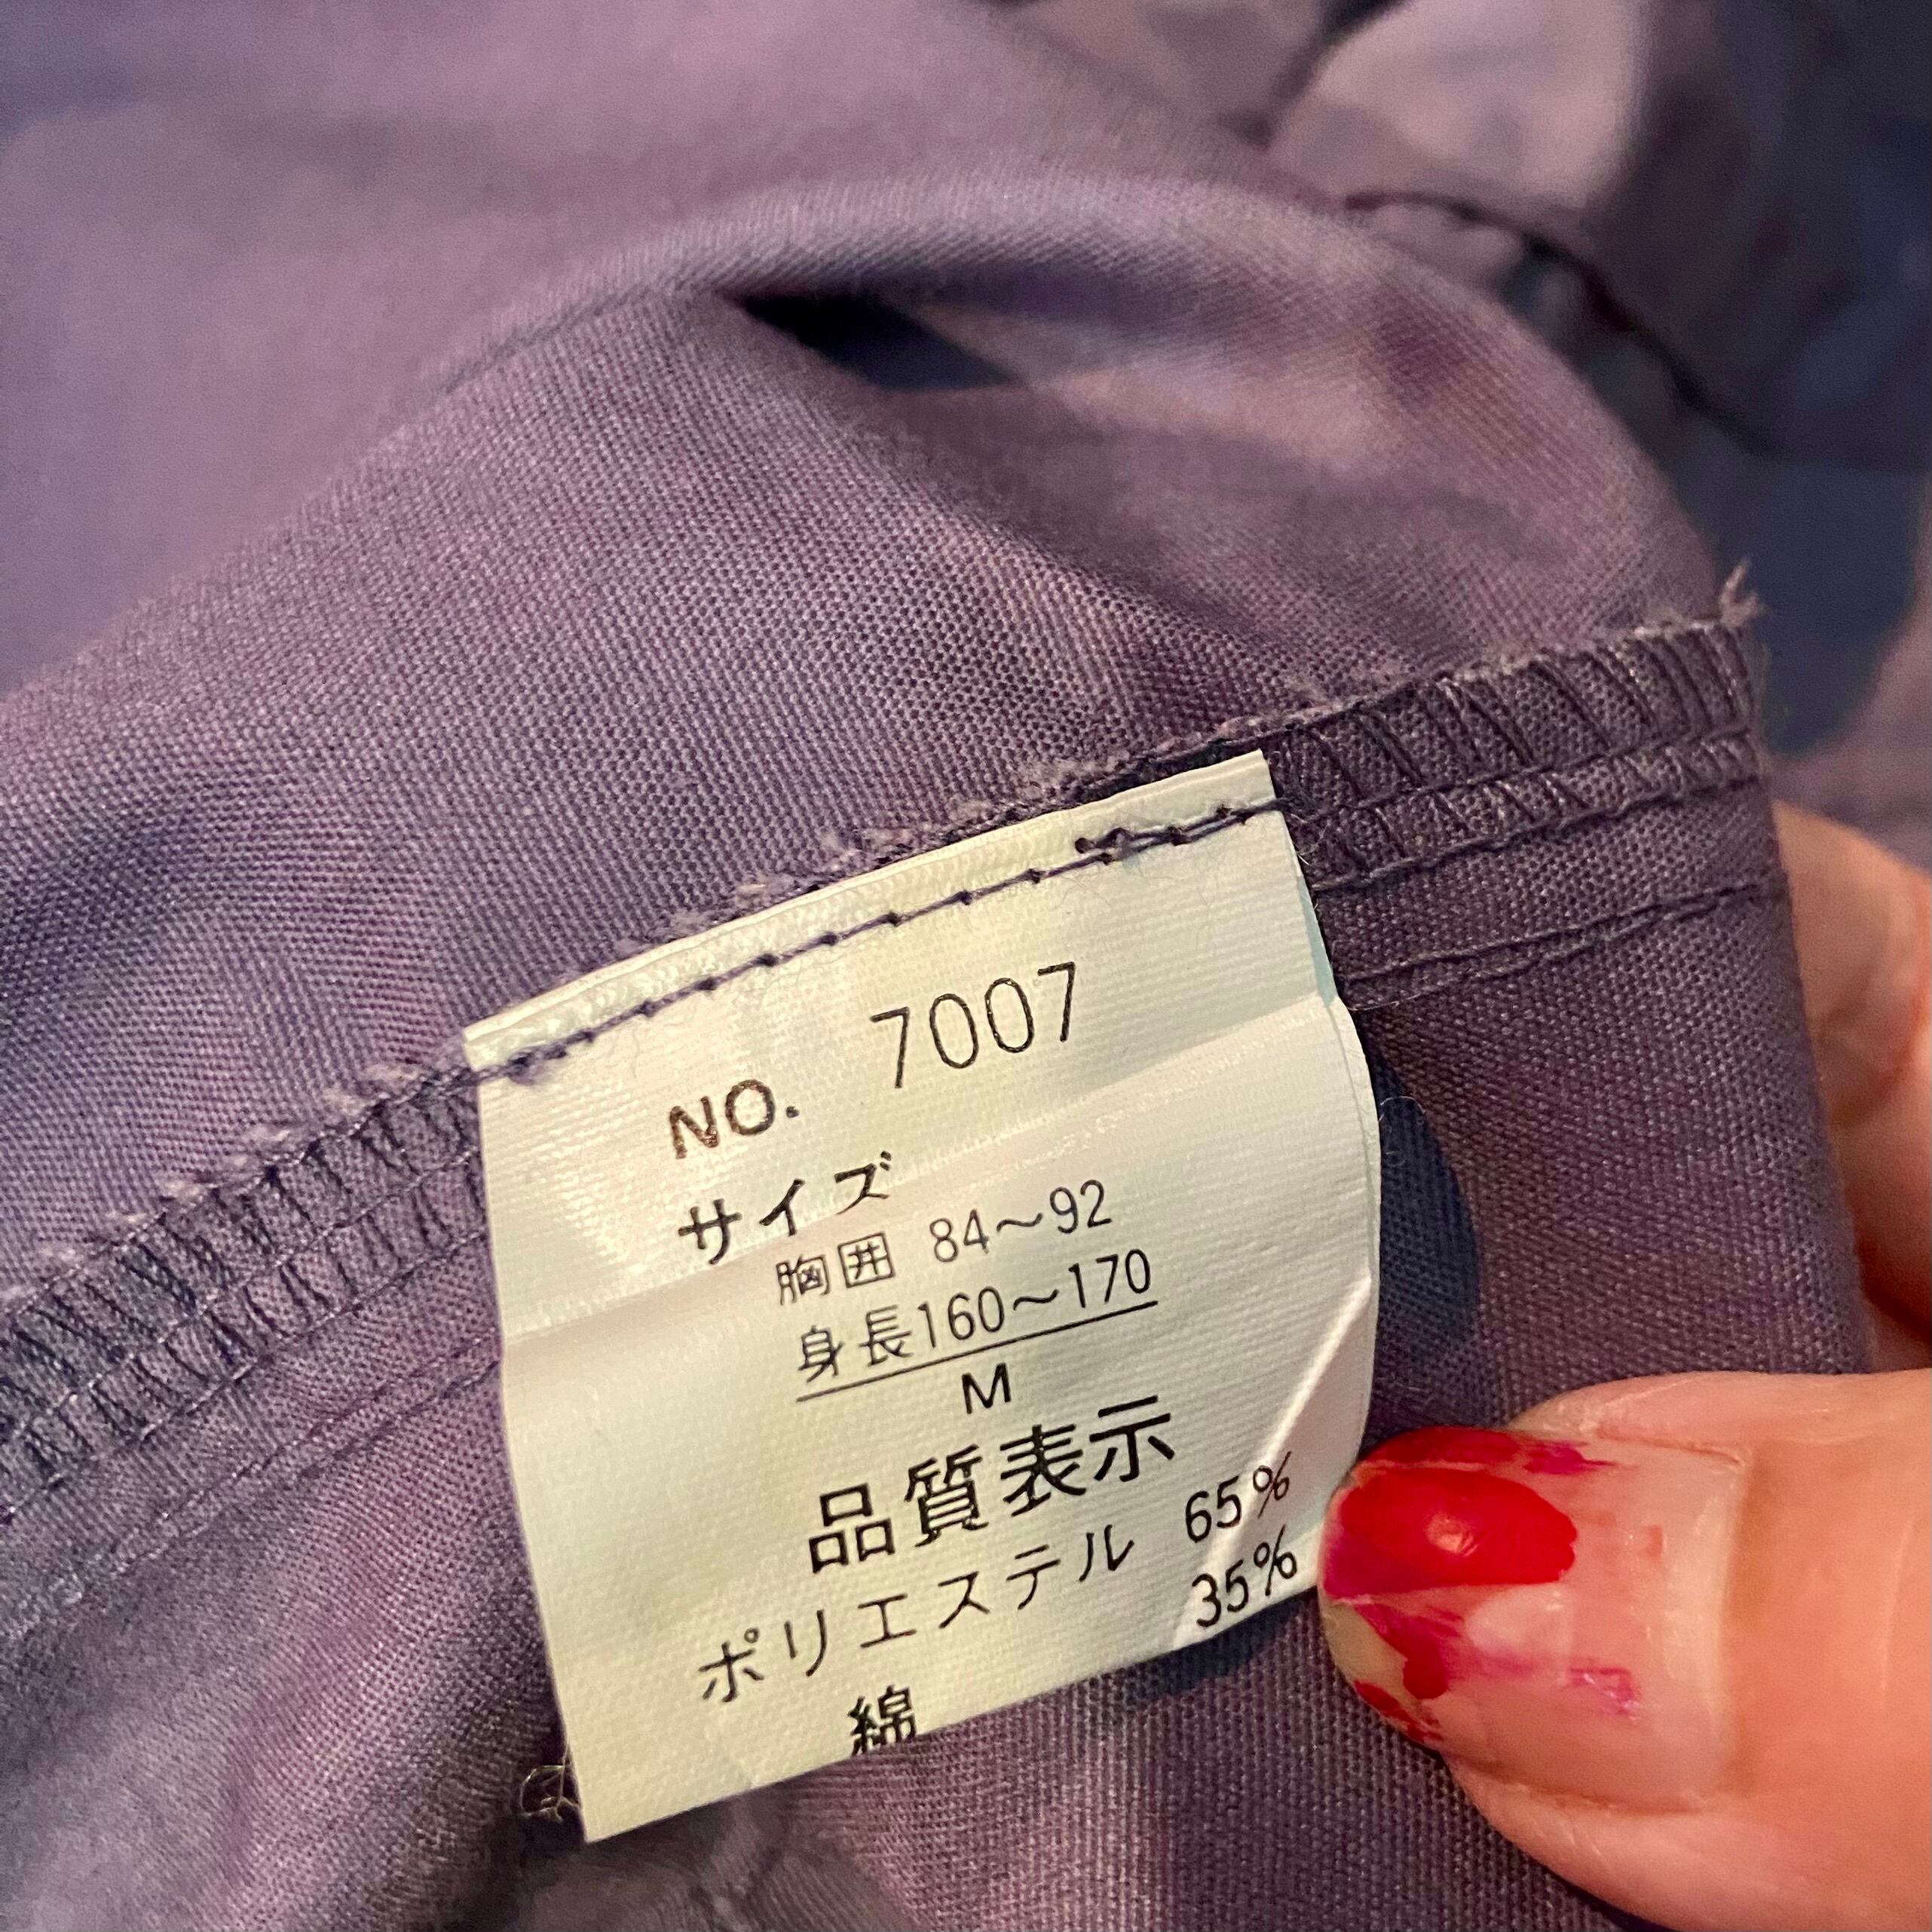 NO. 7007
サイズ
胸囲 84～92
身長160～170
M
品質表示
ポリエステル 65%
綿 35%